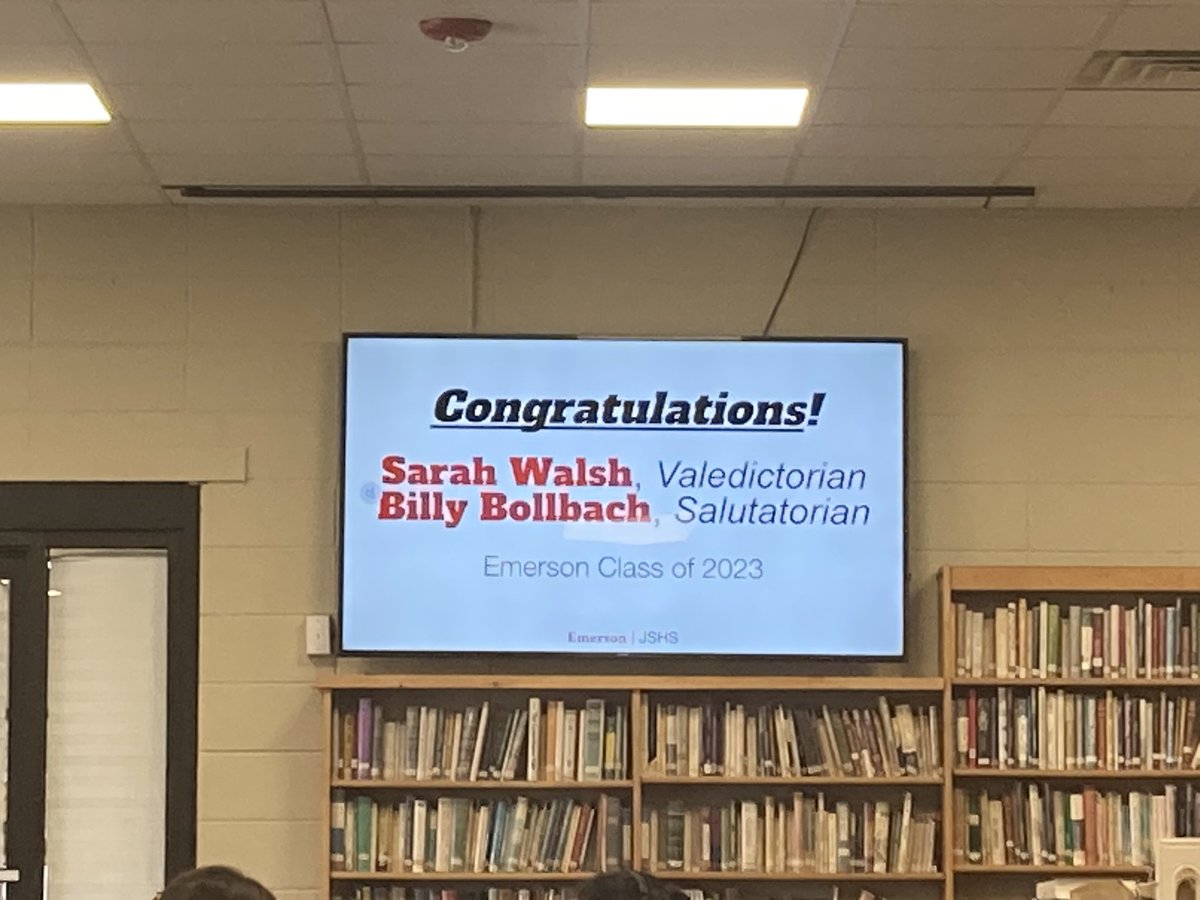 Congratulations!
Sarah Walsh, Valedictorian
Billy Bollbach, Salutatorian
Emerson Class of 2023
Emerson | JSHS